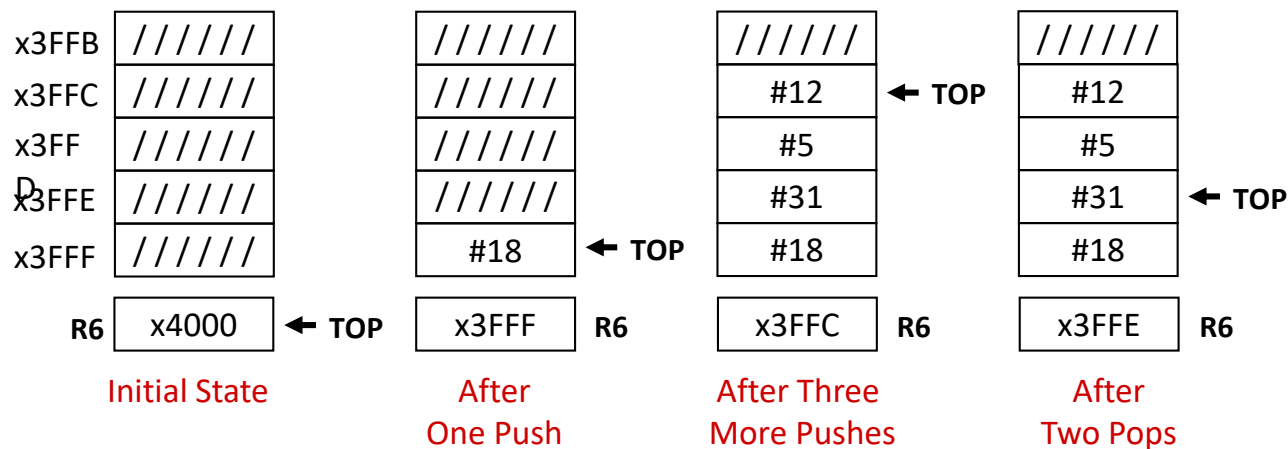 x3FFB / / / / / / / / / / / / / / / / / / / / / / / /
x3FFC / / / / / / / / / / / / #12 TOP #12
x3FF / / / / / / / / / / / / #5 #5
D
x3FFE / / / / / / / / / / / / #31 #31 TOP
x3FFF / / / / / / #18 TOP #18 #18
R6 x4000 TOP x3FFF R6 x3FFC R6 x3FFE R6
Initial State After After Three After
One Push More Pushes Two Pops